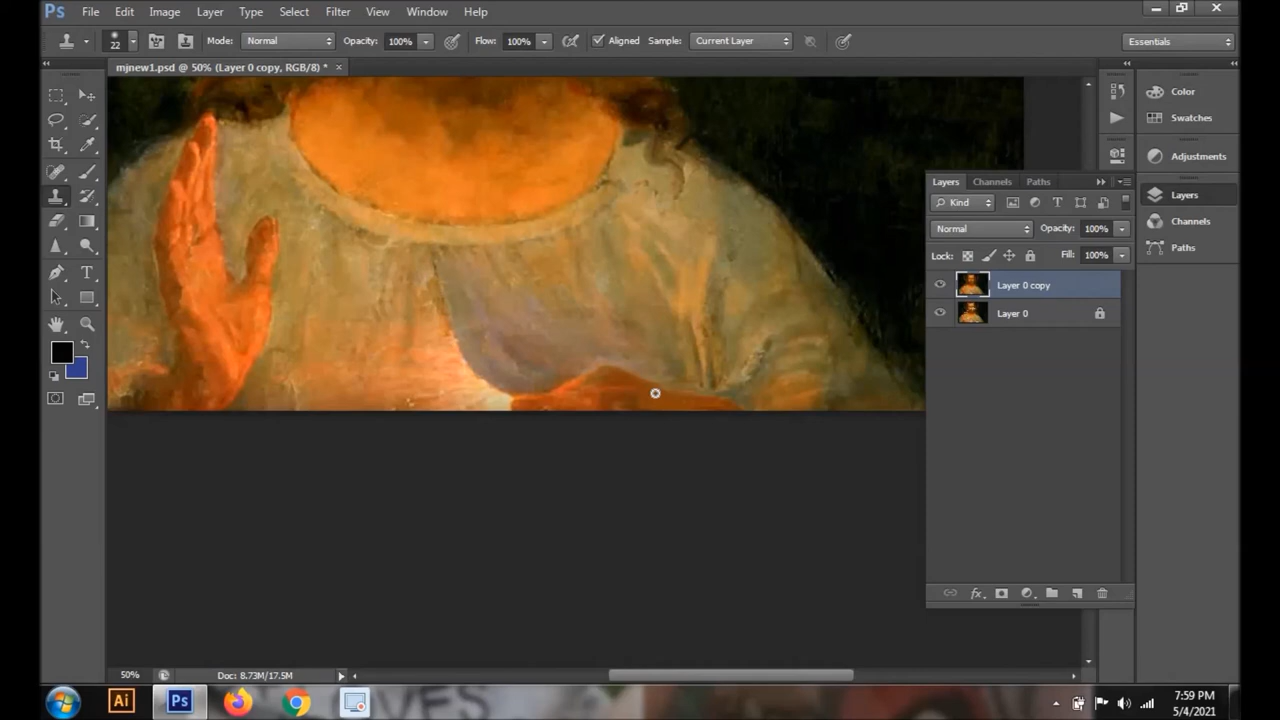 Ps File Edit Image Layer Type Select Filter View Window Help
22 Mode: Normal Opacity: 100% Flow: 100% Aligned Sample: Current Layer Essentials
mjnew1.psd @ 50% (Layer 0 copy, RGB/8) * ×
Color
Swatches
Adjustments
Layers
Channels
Paths
Layers Channels Paths
Kind
Normal Opacity: 100%
Lock: Fill: 100%
Layer 0 copy
Layer 0
fx
50% Doc: 8.73M/17.5M
Ai Ps
7:59 PM
5/4/2021